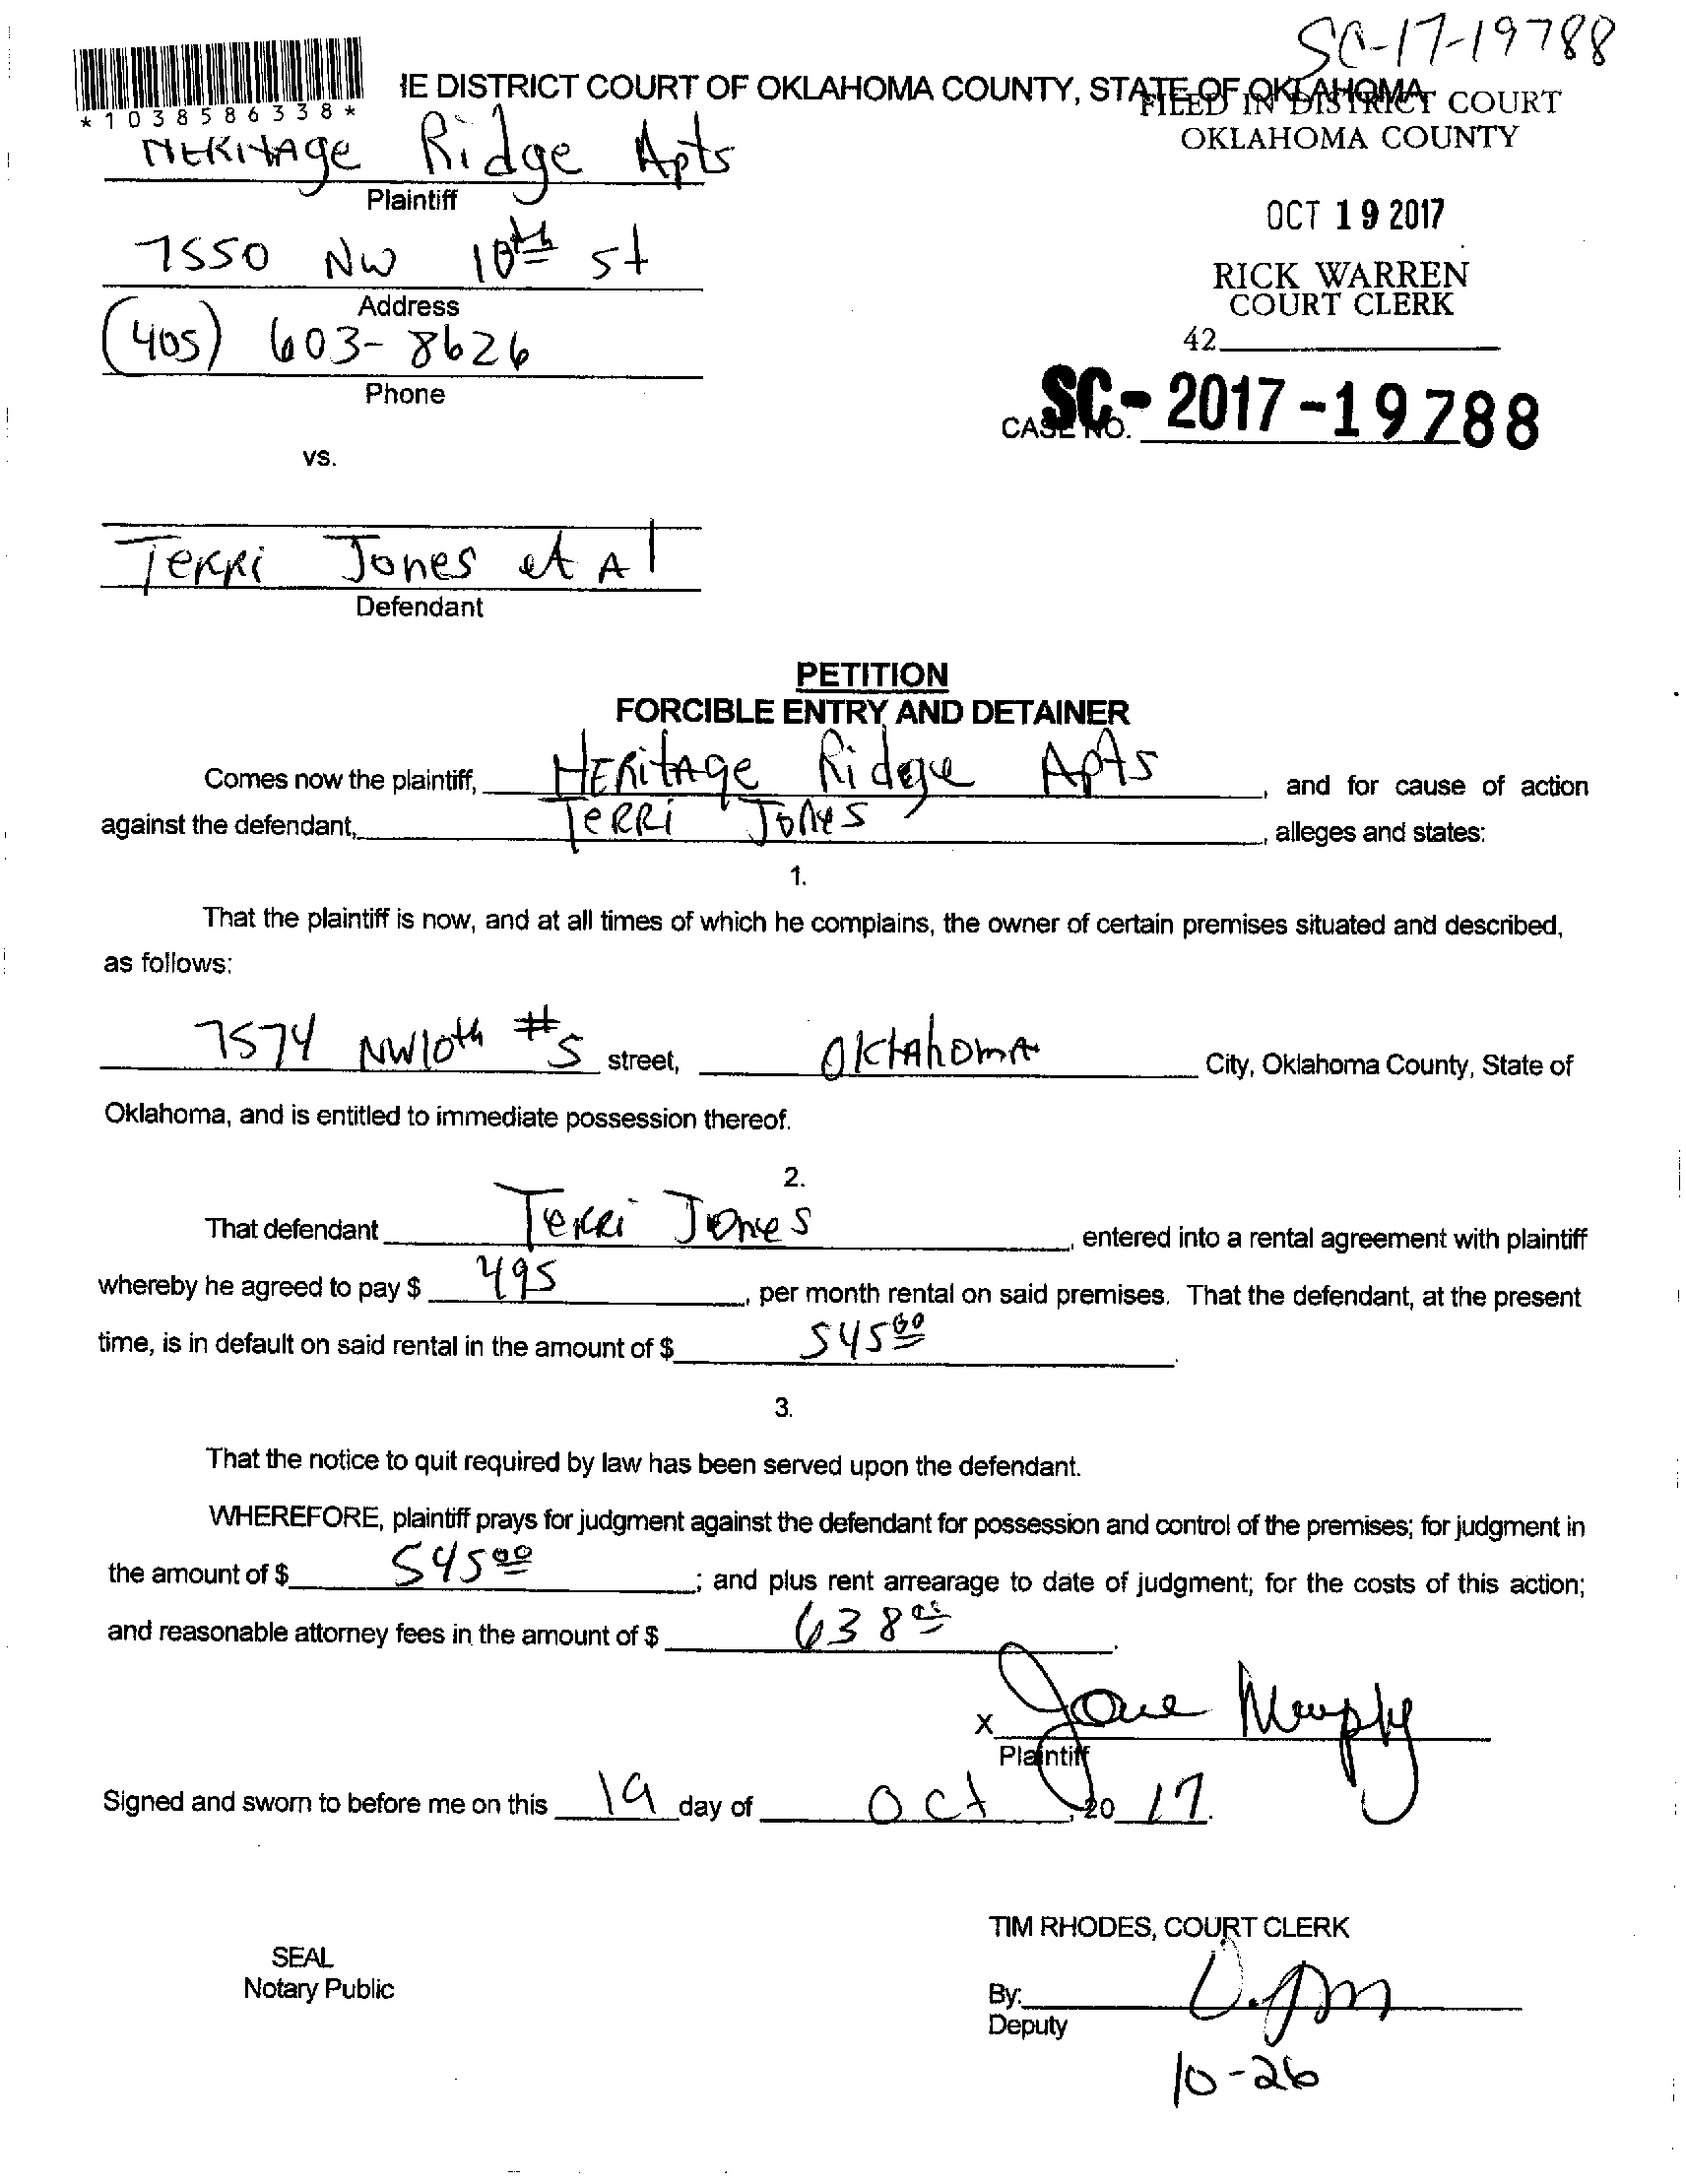 SC-17-19788
IE DISTRICT COURT OF OKLAHOMA COUNTY, STATE OF OKLAHOMA
*1038586338*
FILED IN DISTRICT COURT
OKLAHOMA COUNTY
Heritage Ridge Apts
Plaintiff
OCT 19 2017
7550 NW 10th st
Address
RICK WARREN
COURT CLERK
(405) 603-8626
42
Phone
CASE NO. SC-2017-19788
vs.
Terri Jones et Al
Defendant
PETITION
FORCIBLE ENTRY AND DETAINER
Comes now the plaintiff, HERitAge Ridge Apts, and for cause of action
against the defendant, TeRRi Jones, alleges and states:
1.
That the plaintiff is now, and at all times of which he complains, the owner of certain premises situated and described,
as follows:
7574 NW10th #5 street, OklAhomA City, Oklahoma County, State of
Oklahoma, and is entitled to immediate possession thereof.
2.
That defendant Terri Jones, entered into a rental agreement with plaintiff
whereby he agreed to pay $ 495, per month rental on said premises. That the defendant, at the present
time, is in default on said rental in the amount of $ 545 00.
3.
That the notice to quit required by law has been served upon the defendant.
WHEREFORE, plaintiff prays for judgment against the defendant for possession and control of the premises; for judgment in
the amount of $ 545 00; and plus rent arrearage to date of judgment; for the costs of this action;
and reasonable attorney fees in the amount of $ 638.
X Jane Murphy
Plaintiff
Signed and sworn to before me on this 19 day of Oct, 20 17.
TIM RHODES, COURT CLERK
SEAL
Notary Public
By:
Deputy
10-26